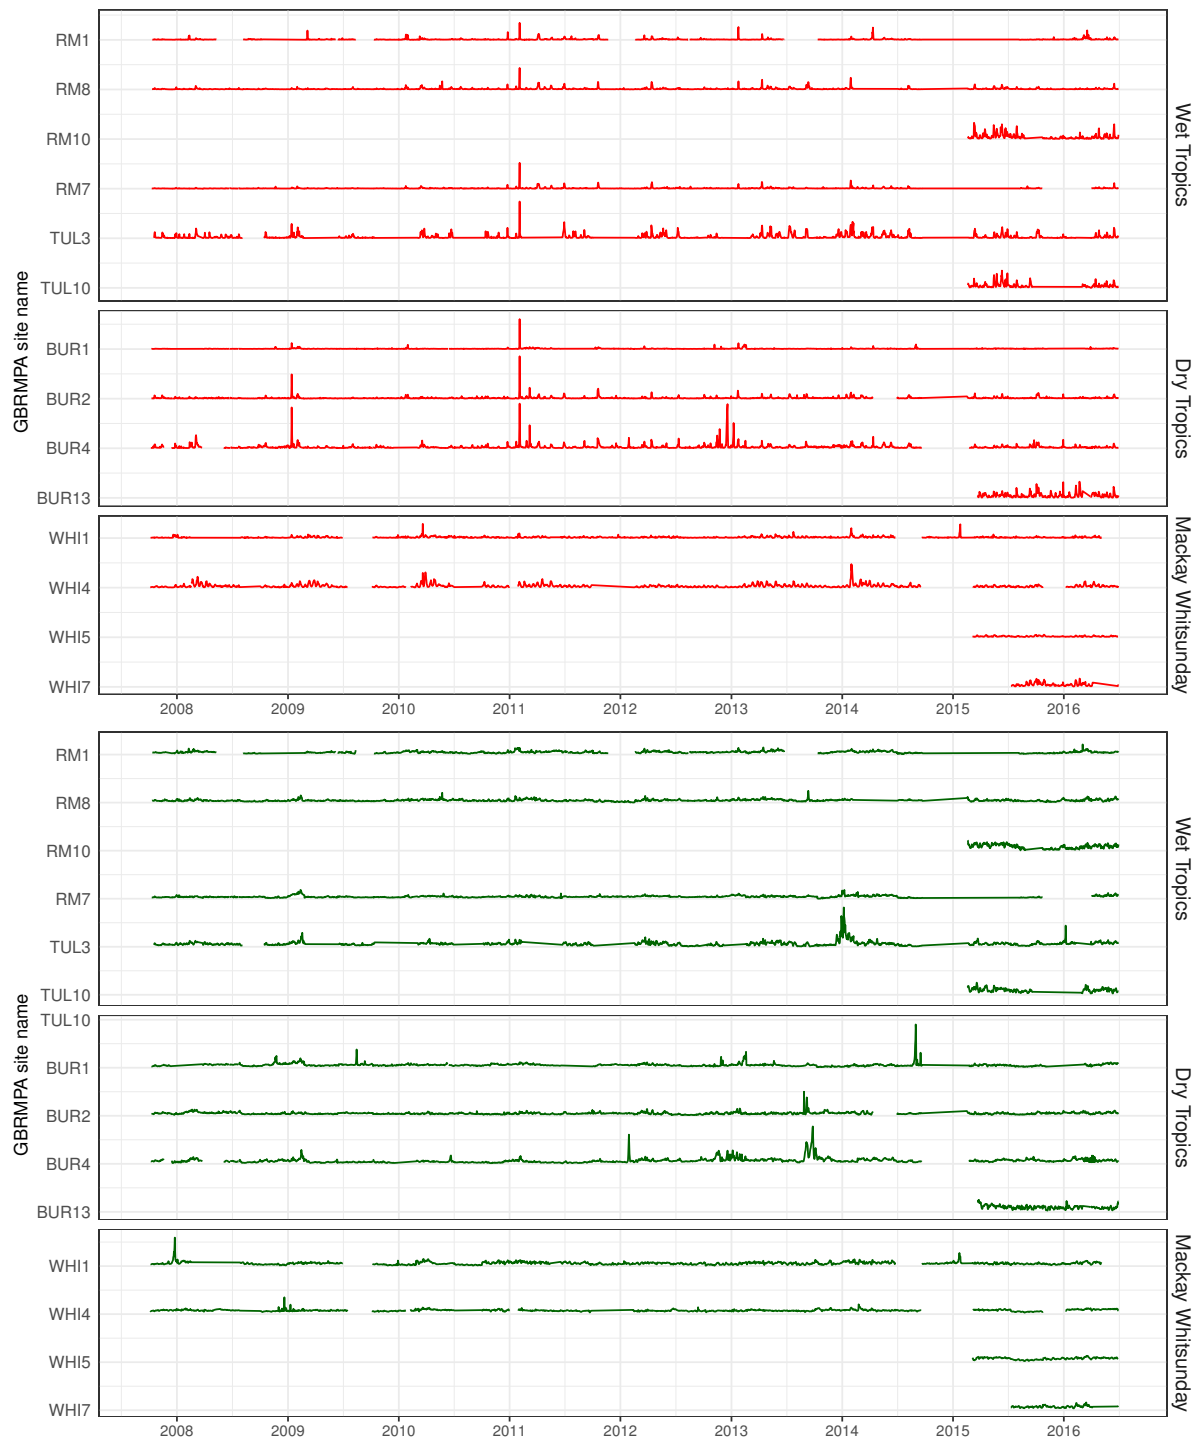 GBRMPA site name
RM1
RM8
RM10
RM7
TUL3
TUL10
Wet Tropics
BUR1
BUR2
BUR4
BUR13
Dry Tropics
WHI1
WHI4
WHI5
WHI7
Mackay Whitsunday
2008 2009 2010 2011 2012 2013 2014 2015 2016
GBRMPA site name
RM1
RM8
RM10
RM7
TUL3
TUL10
Wet Tropics
TUL10
BUR1
BUR2
BUR4
BUR13
Dry Tropics
WHI1
WHI4
WHI5
WHI7
Mackay Whitsunday
2008 2009 2010 2011 2012 2013 2014 2015 2016